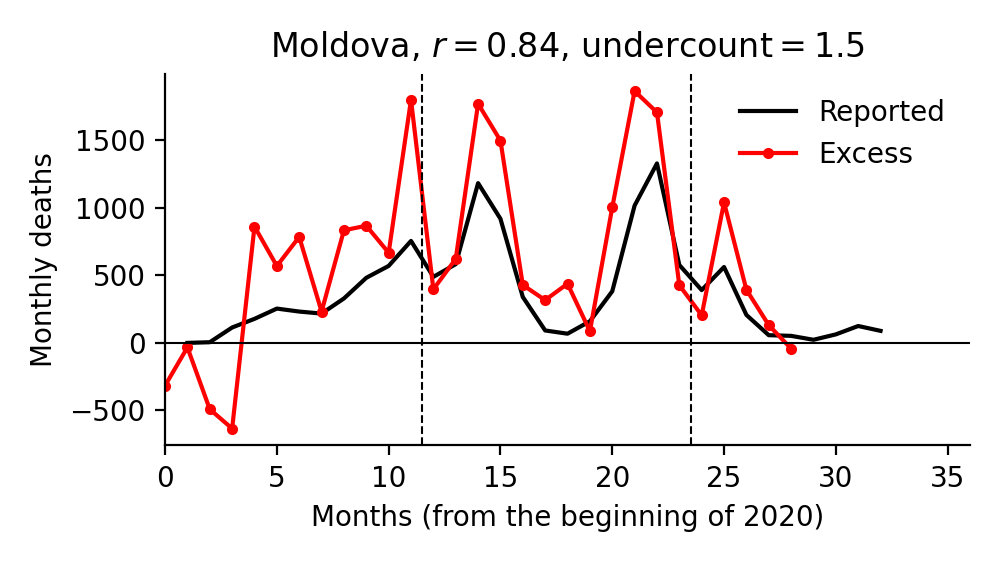 Moldova, r = 0.84, undercount = 1.5
Reported
Excess
Monthly deaths
1500
1000
500
0
−500
0 5 10 15 20 25 30 35
Months (from the beginning of 2020)